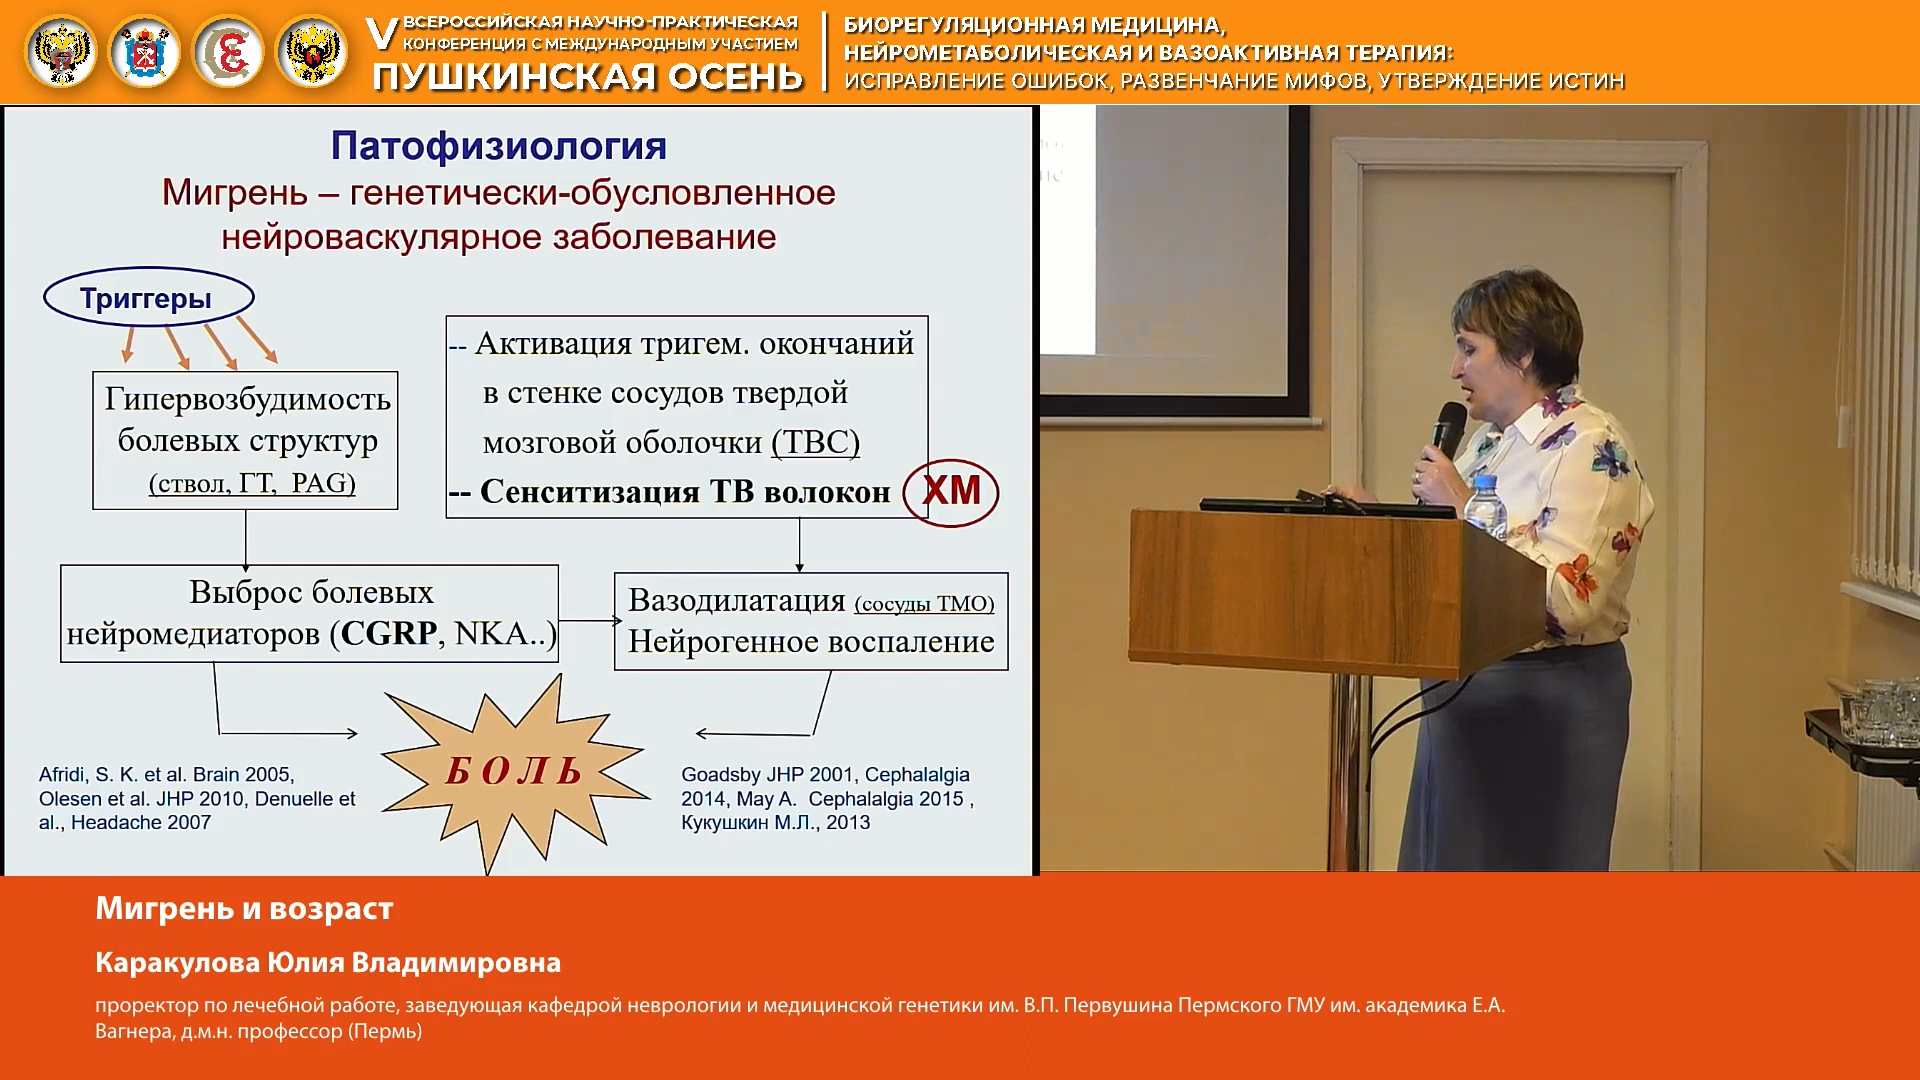 V ВСЕРОССИЙСКАЯ НАУЧНО-ПРАКТИЧЕСКАЯ
КОНФЕРЕНЦИЯ С МЕЖДУНАРОДНЫМ УЧАСТИЕМ
ПУШКИНСКАЯ ОСЕНЬ
БИОРЕГУЛЯЦИОННАЯ МЕДИЦИНА,
НЕЙРОМЕТАБОЛИЧЕСКАЯ И ВАЗОАКТИВНАЯ ТЕРАПИЯ:
ИСПРАВЛЕНИЕ ОШИБОК, РАЗВЕНЧАНИЕ МИФОВ, УТВЕРЖДЕНИЕ ИСТИН
Патофизиология
Мигрень – генетически-обусловленное
нейроваскулярное заболевание
Триггеры
Гипервозбудимость
болевых структур
(ствол, ГТ, PAG)
-- Активация тригем. окончаний
в стенке сосудов твердой
мозговой оболочки (ТВС)
-- Сенситизация ТВ волокон
ХМ
Выброс болевых
нейромедиаторов (CGRP, NKA..)
Вазодилатация (сосуды ТМО)
Нейрогенное воспаление
БОЛЬ
Afridi, S. K. et al. Brain 2005,
Olesen et al. JHP 2010, Denuelle et
al., Headache 2007
Goadsby JHP 2001, Cephalalgia
2014, May A. Cephalalgia 2015 ,
Кукушкин М.Л., 2013
Мигрень и возраст
Каракулова Юлия Владимировна
проректор по лечебной работе, заведующая кафедрой неврологии и медицинской генетики им. В.П. Первушина Пермского ГМУ им. академика Е.А.
Вагнера, д.м.н. профессор (Пермь)